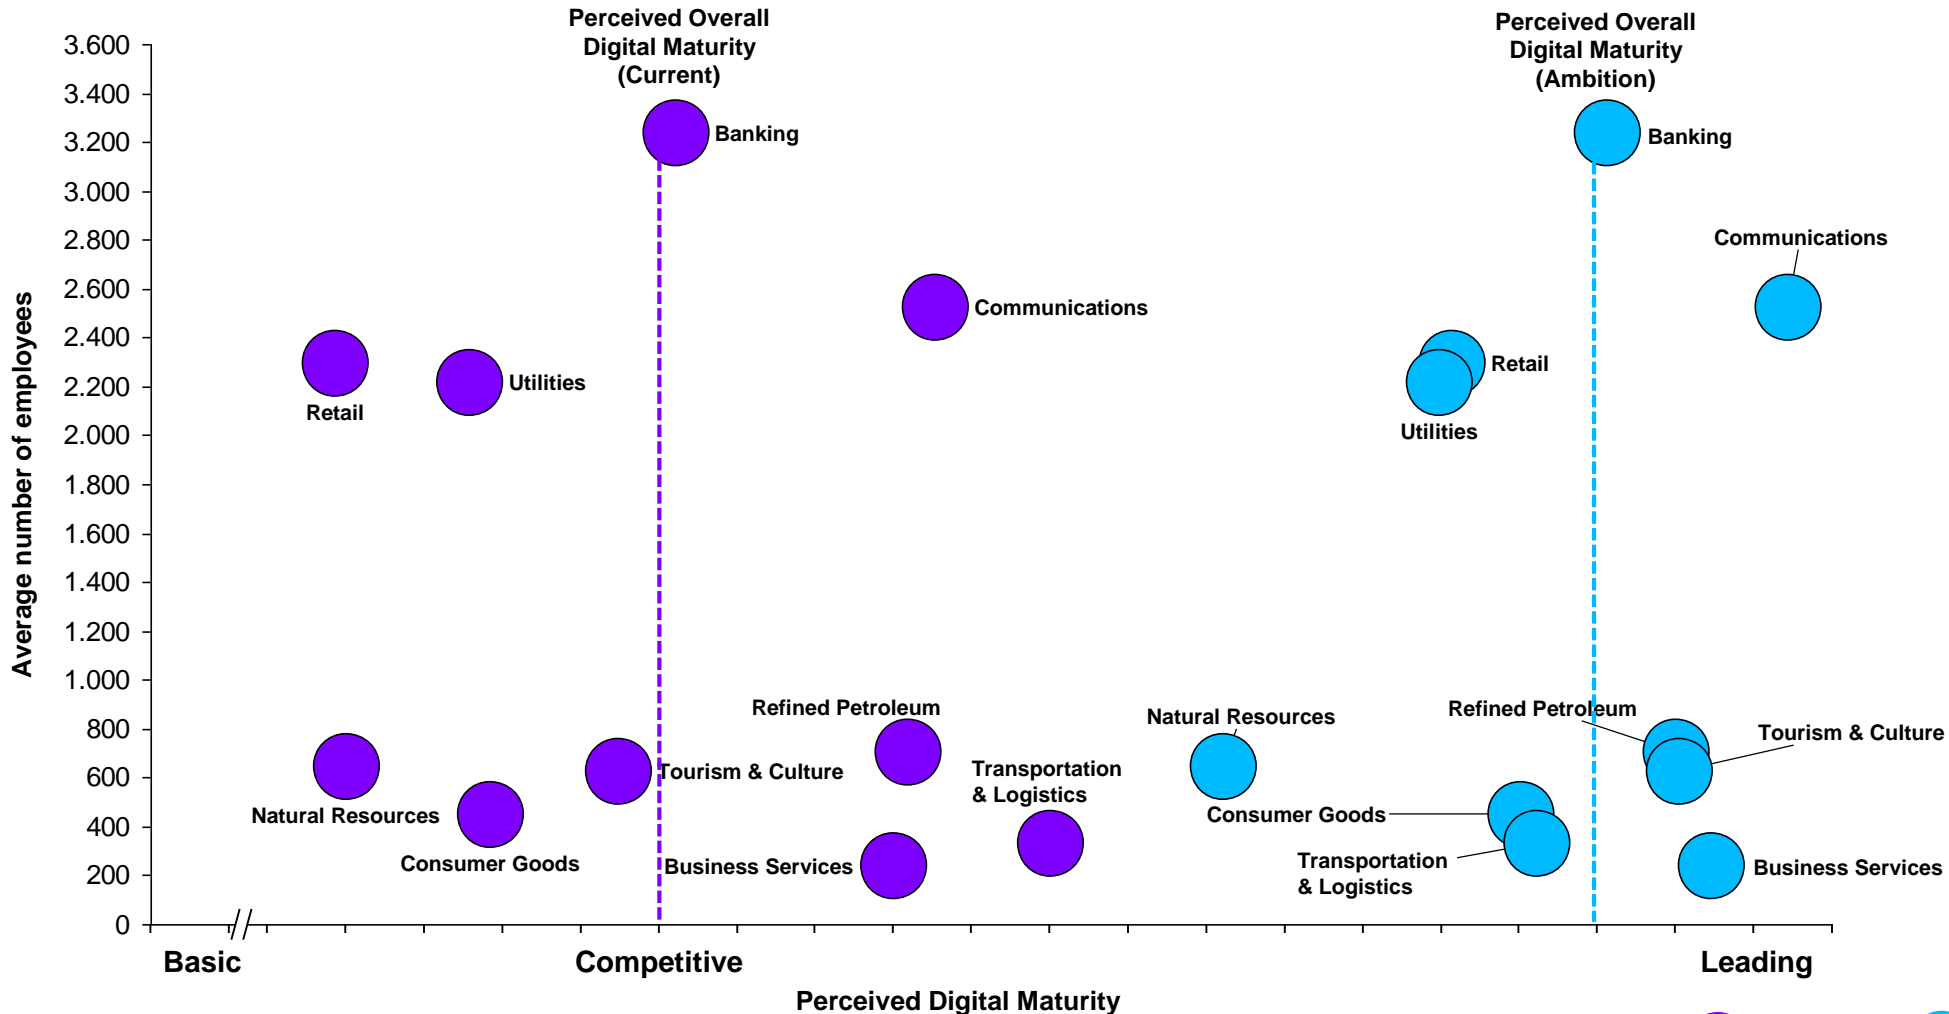 Perceived Overall
Digital Maturity
(Current)
Perceived Overall
Digital Maturity
(Ambition)
3.600
3.400
3.200
3.000
2.800
2.600
2.400
2.200
2.000
1.800
1.600
1.400
1.200
1.000
800
600
400
200
0
Average number of employees
Banking
Banking
Communications
Communications
Retail
Utilities
Retail
Utilities
Refined Petroleum
Natural Resources
Refined Petroleum
Tourism & Culture
Tourism & Culture
Transportation
& Logistics
Natural Resources
Consumer Goods
Consumer Goods
Business Services
Transportation
& Logistics
Business Services
Basic
Competitive
Leading
Perceived Digital Maturity